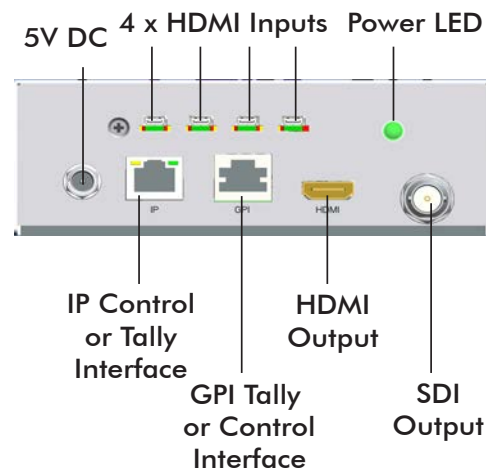 5V DC
4 x HDMI Inputs
Power LED
IP
GPI
HDMI
IP Control
or Tally
Interface
HDMI
Output
GPI Tally
or Control
Interface
SDI
Output